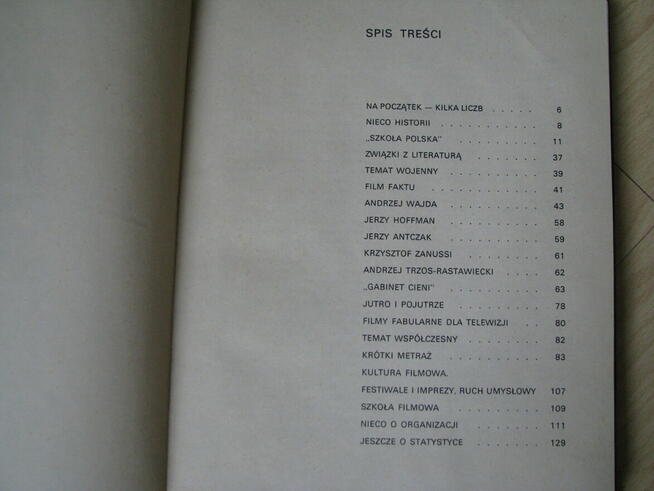 SPIS TREŚCI
NA POCZĄTEK — KILKA LICZB . . . . . 6
NIECO HISTORII . . . . . . . . . . 8
„SZKOŁA POLSKA" . . . . . . . . . 11
ZWIĄZKI Z LITERATURĄ . . . . . . . 37
TEMAT WOJENNY . . . . . . . . . 39
FILM FAKTU . . . . . . . . . . . 41
ANDRZEJ WAJDA . . . . . . . . . 43
JERZY HOFFMAN . . . . . . . . . 58
JERZY ANTCZAK . . . . . . . . . 59
KRZYSZTOF ZANUSSI . . . . . . . . 61
ANDRZEJ TRZOS-RASTAWIECKI . . . . 62
„GABINET CIENI" . . . . . . . . . 63
JUTRO I POJUTRZE . . . . . . . . 78
FILMY FABULARNE DLA TELEWIZJI . . 80
TEMAT WSPÓŁCZESNY . . . . . . . 82
KRÓTKI METRAŻ . . . . . . . . . 83
KULTURA FILMOWA.
FESTIWALE I IMPREZY. RUCH UMYSŁOWY 107
SZKOŁA FILMOWA . . . . . . . . . 109
NIECO O ORGANIZACJI . . . . . . . 111
JESZCZE O STATYSTYCE . . . . . . . 129